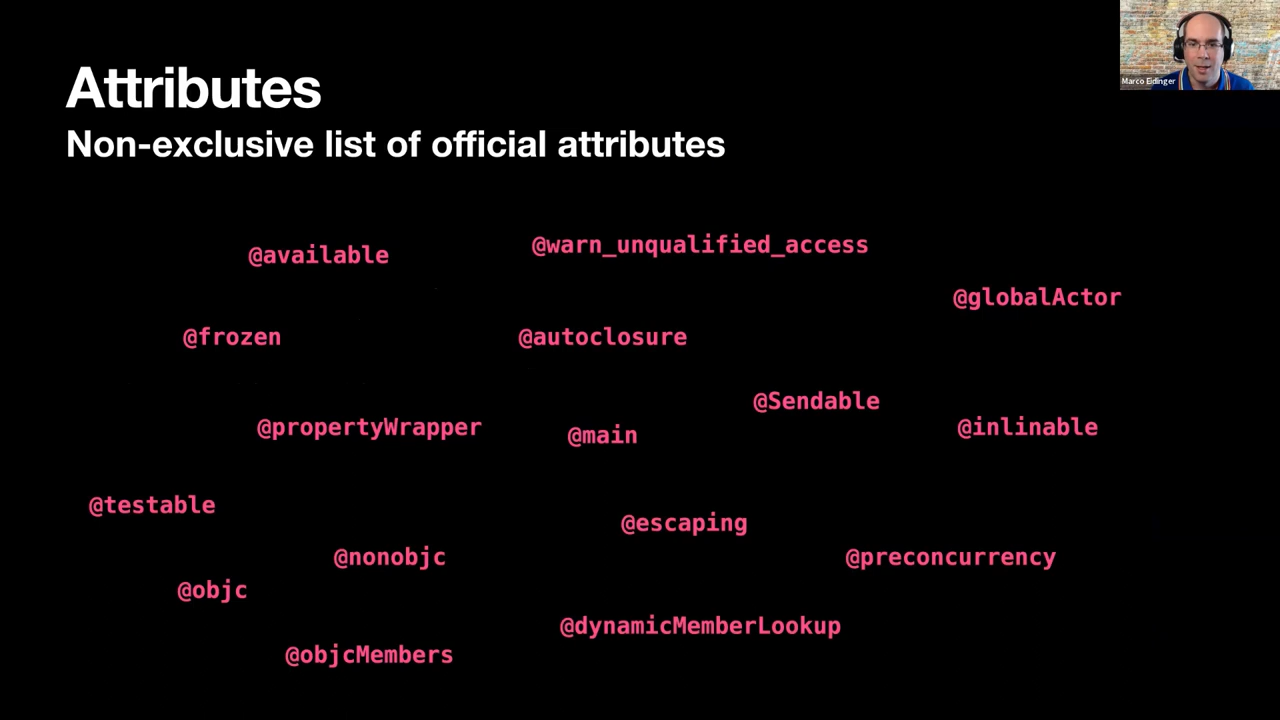 Marco Eidinger
Attributes
Non-exclusive list of official attributes
@available
@warn_unqualified_access
@globalActor
@frozen
@autoclosure
@Sendable
@propertyWrapper
@main
@inlinable
@testable
@escaping
@nonobjc
@preconcurrency
@objc
@dynamicMemberLookup
@objcMembers